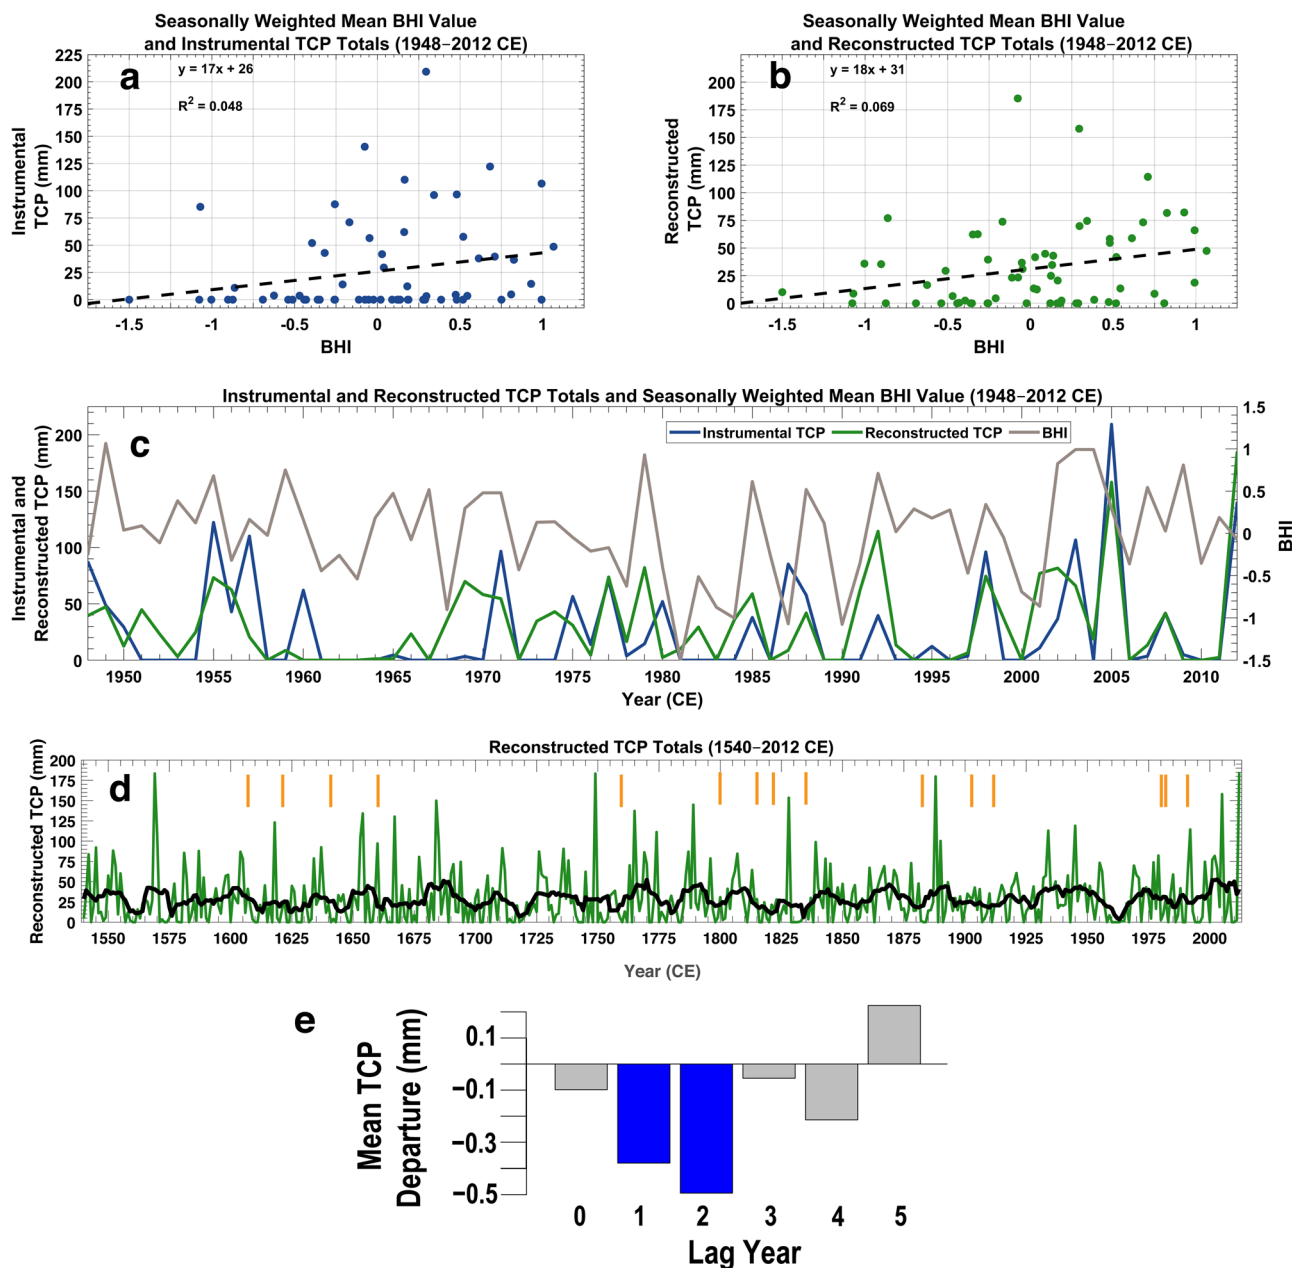 Seasonally Weighted Mean BHI Value
and Instrumental TCP Totals (1948–2012 CE)
a
y = 17x + 26
R² = 0.048
Instrumental
TCP (mm)
225
200
175
150
125
100
75
50
25
0
-1.5 -1 -0.5 0 0.5 1
BHI
Seasonally Weighted Mean BHI Value
and Reconstructed TCP Totals (1948–2012 CE)
b
y = 18x + 31
R² = 0.069
Reconstructed
TCP (mm)
200
175
150
125
100
75
50
25
0
-1.5 -1 -0.5 0 0.5 1
BHI
Instrumental and Reconstructed TCP Totals and Seasonally Weighted Mean BHI Value (1948–2012 CE)
c
Instrumental TCP Reconstructed TCP BHI
Instrumental and
Reconstructed TCP (mm)
200
150
100
50
0
1.5
1
0.5
0
-0.5
-1
-1.5
BHI
1950 1955 1960 1965 1970 1975 1980 1985 1990 1995 2000 2005 2010
Year (CE)
Reconstructed TCP Totals (1540–2012 CE)
d
Reconstructed TCP (mm)
200
175
150
125
100
75
50
25
0
1550 1575 1600 1625 1650 1675 1700 1725 1750 1775 1800 1825 1850 1875 1900 1925 1950 1975 2000
Year (CE)
e
Mean TCP
Departure (mm)
0.1
−0.1
−0.3
−0.5
0 1 2 3 4 5
Lag Year